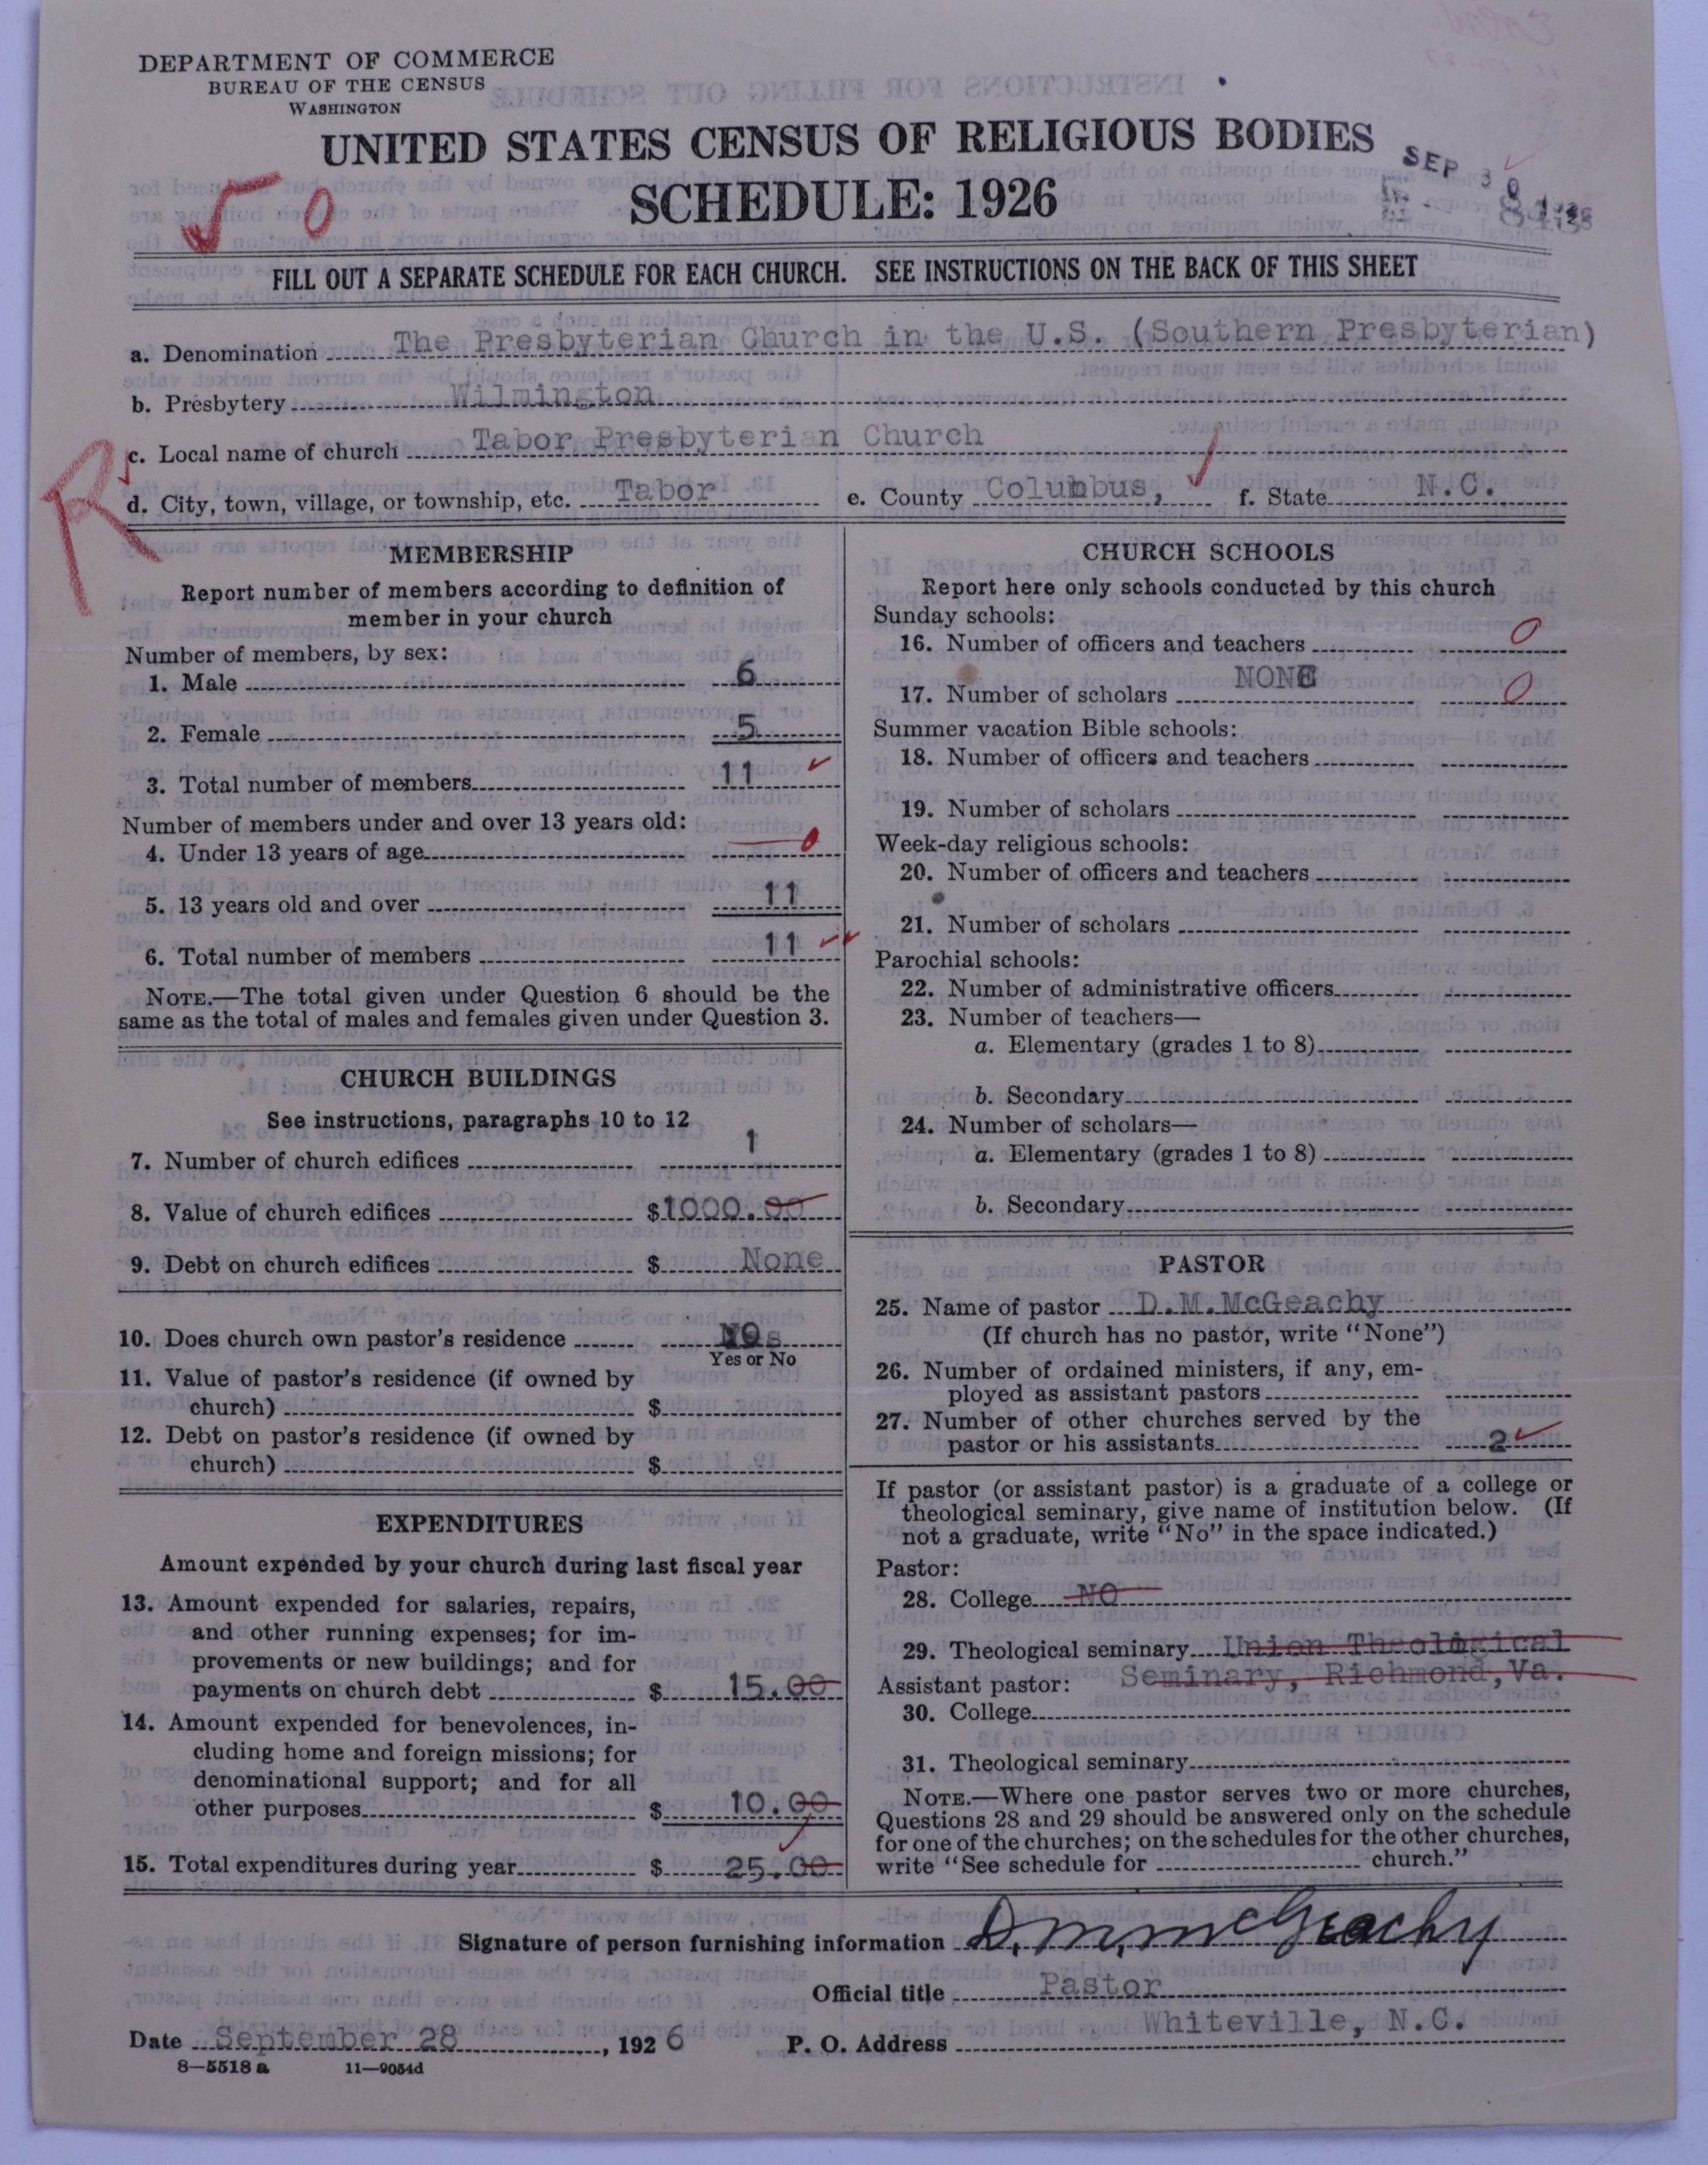 DEPARTMENT OF COMMERCE
BUREAU OF THE CENSUS
WASHINGTON
UNITED STATES CENSUS OF RELIGIOUS BODIES
SCHEDULE: 1926
SEP 30
FILL OUT A SEPARATE SCHEDULE FOR EACH CHURCH. SEE INSTRUCTIONS ON THE BACK OF THIS SHEET
a. Denomination The Presbyterian Church in the U.S. (Southern Presbyterian)
b. Presbytery Wilmington
R
c. Local name of church Tabor Presbyterian Church
d. City, town, village, or township, etc. Tabor e. County Columbus, f. State N.C.
MEMBERSHIP
Report number of members according to definition of
member in your church
Number of members, by sex:
1. Male 6
2. Female 5
3. Total number of members 11
Number of members under and over 13 years old:
4. Under 13 years of age 0
5. 13 years old and over 11
6. Total number of members 11
NOTE.—The total given under Question 6 should be the
same as the total of males and females given under Question 3.
CHURCH BUILDINGS
See instructions, paragraphs 10 to 12
7. Number of church edifices 1
8. Value of church edifices $1000.00
9. Debt on church edifices $ None
10. Does church own pastor's residence NO
Yes or No
11. Value of pastor's residence (if owned by
church) $
12. Debt on pastor's residence (if owned by
church) $
EXPENDITURES
Amount expended by your church during last fiscal year
13. Amount expended for salaries, repairs,
and other running expenses; for im-
provements or new buildings; and for
payments on church debt $ 15.00
14. Amount expended for benevolences, in-
cluding home and foreign missions; for
denominational support; and for all
other purposes $ 10.00
15. Total expenditures during year $ 25.00
CHURCH SCHOOLS
Report here only schools conducted by this church
Sunday schools:
16. Number of officers and teachers 0
NONE
17. Number of scholars 0
Summer vacation Bible schools:
18. Number of officers and teachers
19. Number of scholars
Week-day religious schools:
20. Number of officers and teachers
21. Number of scholars
Parochial schools:
22. Number of administrative officers
23. Number of teachers—
a. Elementary (grades 1 to 8)
b. Secondary
24. Number of scholars—
a. Elementary (grades 1 to 8)
b. Secondary
PASTOR
25. Name of pastor D.M.McGeachy
(If church has no pastor, write "None")
26. Number of ordained ministers, if any, em-
ployed as assistant pastors
27. Number of other churches served by the
pastor or his assistants 2
If pastor (or assistant pastor) is a graduate of a college or
theological seminary, give name of institution below. (If
not a graduate, write "No" in the space indicated.)
Pastor:
28. College NO
29. Theological seminary Union Theological
Assistant pastor: Seminary, Richmond,Va.
30. College
31. Theological seminary
NOTE.—Where one pastor serves two or more churches,
Questions 28 and 29 should be answered only on the schedule
for one of the churches; on the schedules for the other churches,
write "See schedule for church."
Signature of person furnishing information D. M. McGeachy
Official title Pastor
Date September 28, 1926 P. O. Address Whiteville, N.C.
8—5518 a 11—9054d